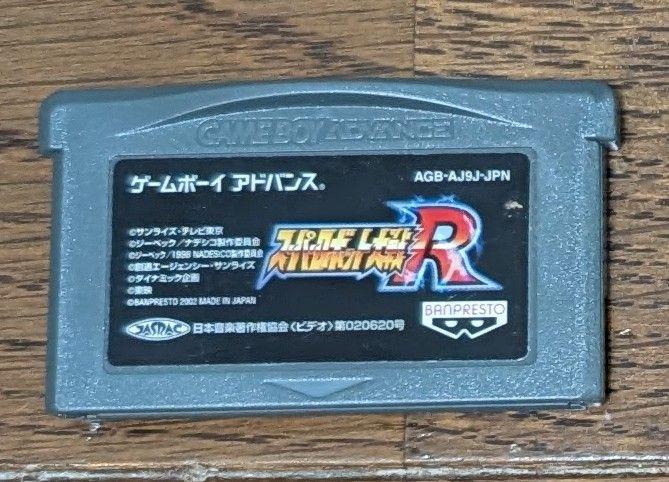 GAMEBOY ADVANCE
ゲームボーイ アドバンス®
AGB-AJ9J-JPN
©サンライズ・テレビ東京
©ジーベック/ナデシコ製作委員会
©ジーベック/1998 NADESICO製作委員会
©創通エージェンシー・サンライズ
©ダイナミック企画
©東映
©BANPRESTO 2002 MADE IN JAPAN
スーパーロボット大戦R
BANPRESTO
JASRAC
日本音楽著作権協会〈ビデオ〉第020620号